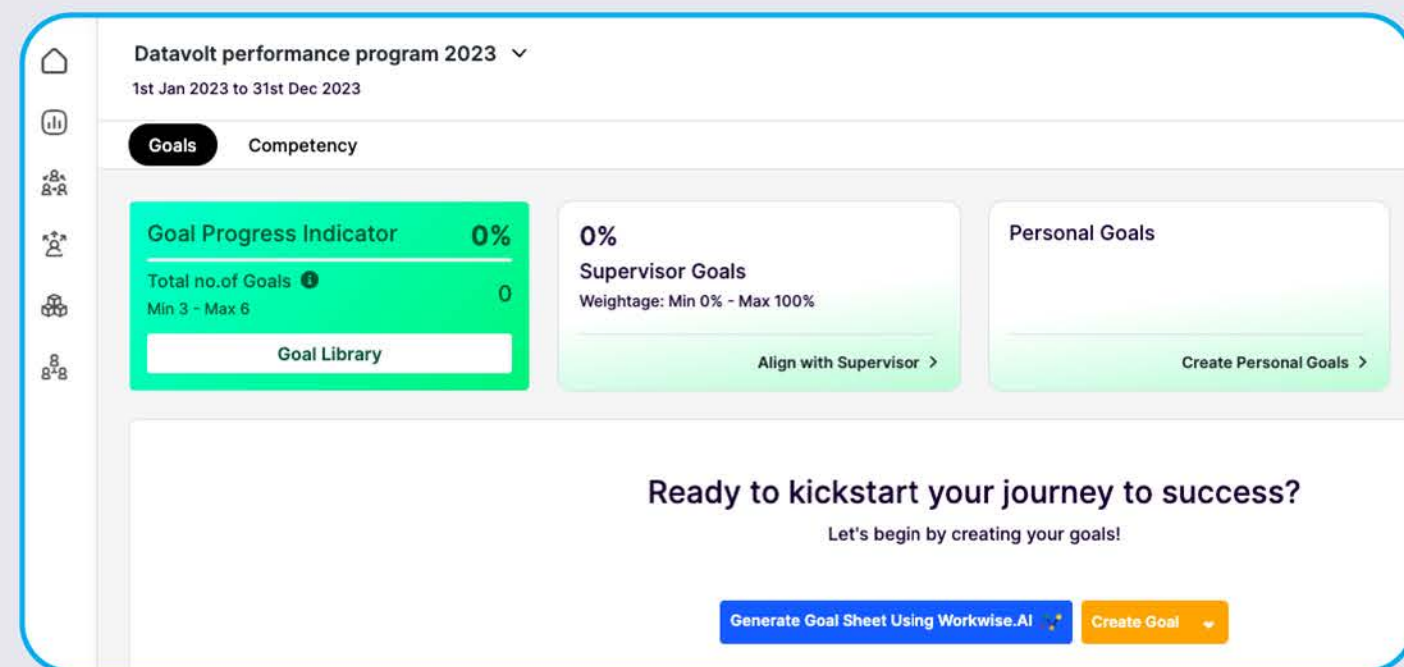 Datavolt performance program 2023
1st Jan 2023 to 31st Dec 2023
Goals
Competency
Goal Progress Indicator 0%
Total no.of Goals 0
Min 3 - Max 6
Goal Library
0%
Supervisor Goals
Weightage: Min 0% - Max 100%
Align with Supervisor >
Personal Goals
Create Personal Goals >
Ready to kickstart your journey to success?
Let's begin by creating your goals!
Generate Goal Sheet Using Workwise.AI
Create Goal